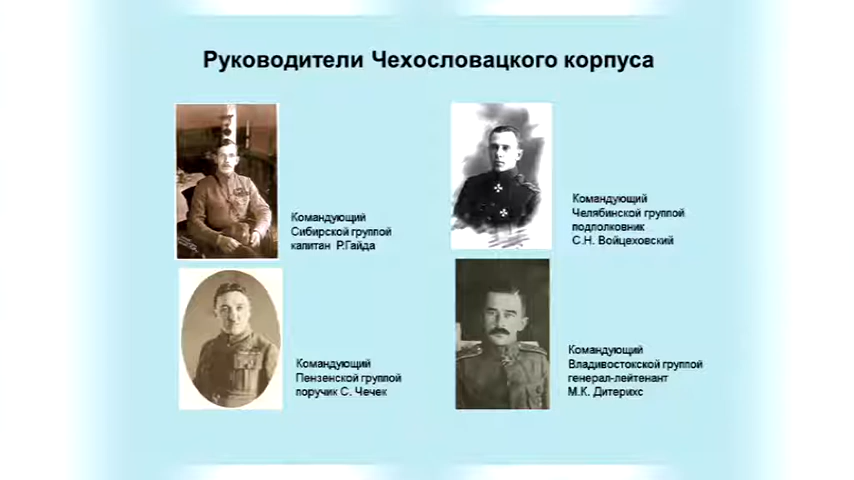 Руководители Чехословацкого корпуса
Командующий
Сибирской группой
капитан Р.Гайда
Командующий
Челябинской группой
подполковник
С.Н. Войцеховский
Командующий
Пензенской группой
поручик С. Чечек
Командующий
Владивостокской группой
генерал-лейтенант
М.К. Дитерихс